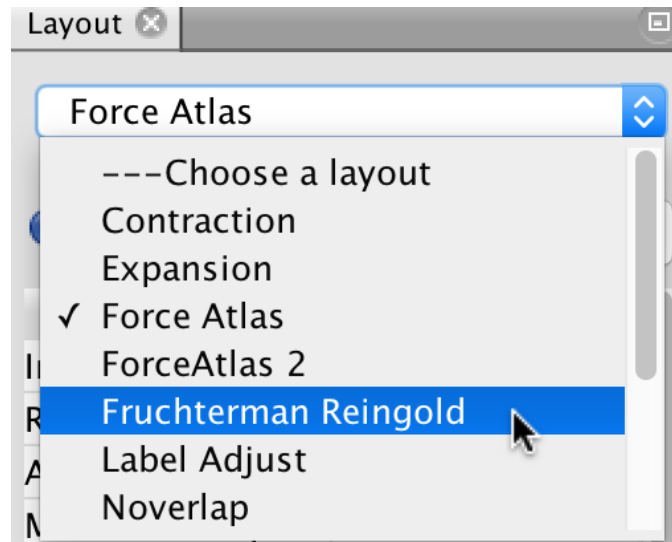 Layout
Force Atlas
---Choose a layout
Contraction
Expansion
✓ Force Atlas
ForceAtlas 2
Fruchterman Reingold
Label Adjust
Noverlap